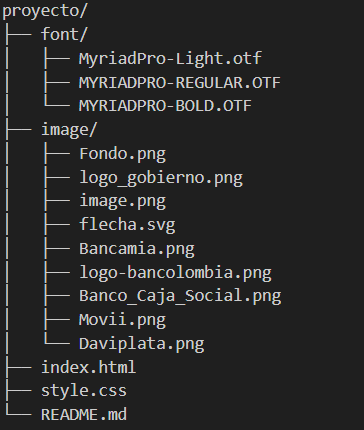 proyecto/
├── font/
│   ├── MyriadPro-Light.otf
│   ├── MYRIADPRO-REGULAR.OTF
│   └── MYRIADPRO-BOLD.OTF
├── image/
│   ├── Fondo.png
│   ├── logo_gobierno.png
│   ├── image.png
│   ├── flecha.svg
│   ├── Bancamia.png
│   ├── logo-bancolombia.png
│   ├── Banco_Caja_Social.png
│   ├── Movii.png
│   └── Daviplata.png
├── index.html
├── style.css
└── README.md